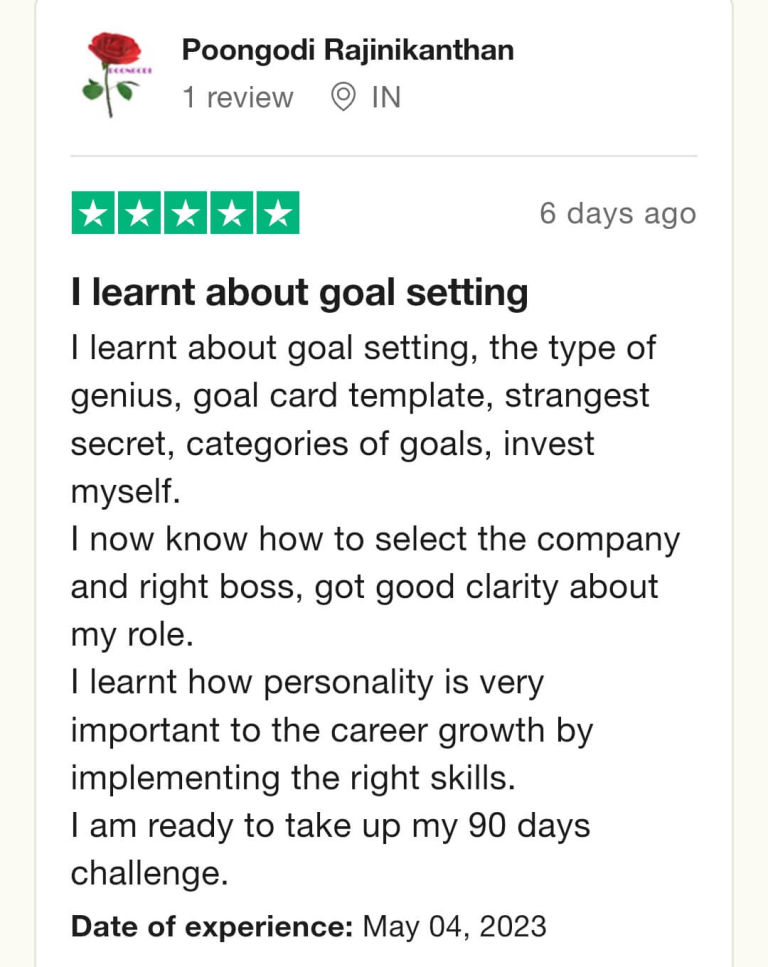 Poongodi Rajinikanthan
POONGODI
1 review IN
6 days ago
I learnt about goal setting
I learnt about goal setting, the type of
genius, goal card template, strangest
secret, categories of goals, invest
myself.
I now know how to select the company
and right boss, got good clarity about
my role.
I learnt how personality is very
important to the career growth by
implementing the right skills.
I am ready to take up my 90 days
challenge.
Date of experience: May 04, 2023